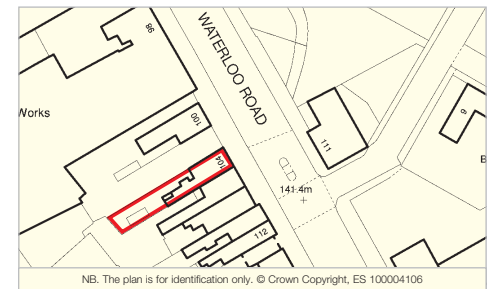 98
WATERLOO ROAD
Works
100
104
111
9
B
141.4m
112
NB. The plan is for identification only. © Crown Copyright, ES 100004106